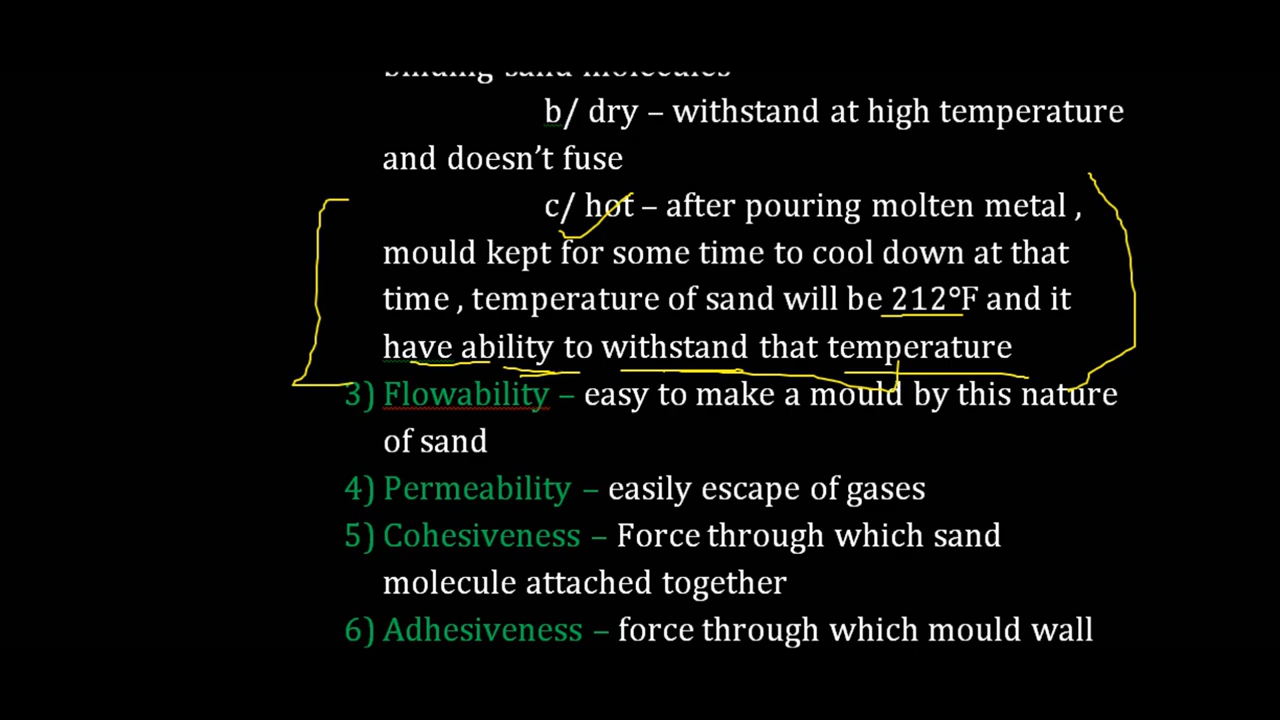 binding sand molecules
b/ dry – withstand at high temperature
and doesn’t fuse
c/ hot – after pouring molten metal ,
mould kept for some time to cool down at that
time , temperature of sand will be 212°F and it
have ability to withstand that temperature
3) Flowability – easy to make a mould by this nature
of sand
4) Permeability – easily escape of gases
5) Cohesiveness – Force through which sand
molecule attached together
6) Adhesiveness – force through which mould wall